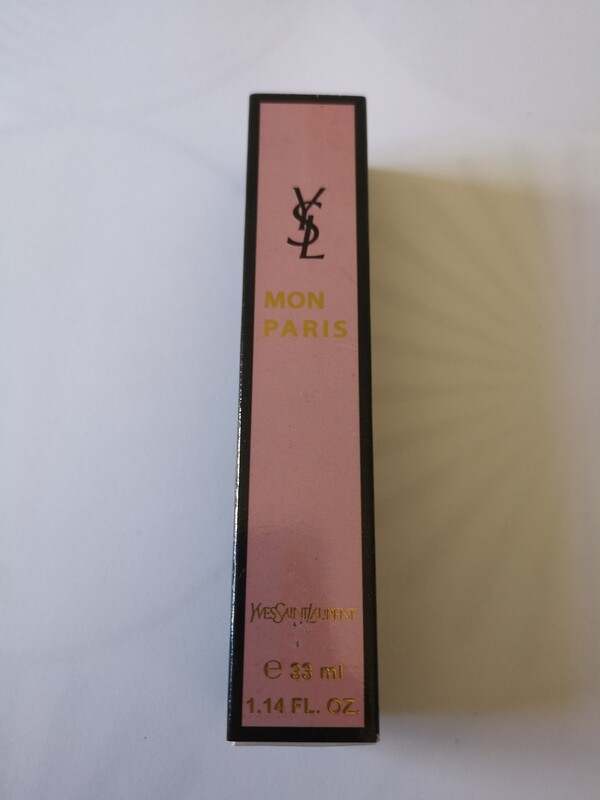 YSL
MON
PARIS
YVESSAINTLAURENT
℮ 33 ml
1.14 FL. OZ.